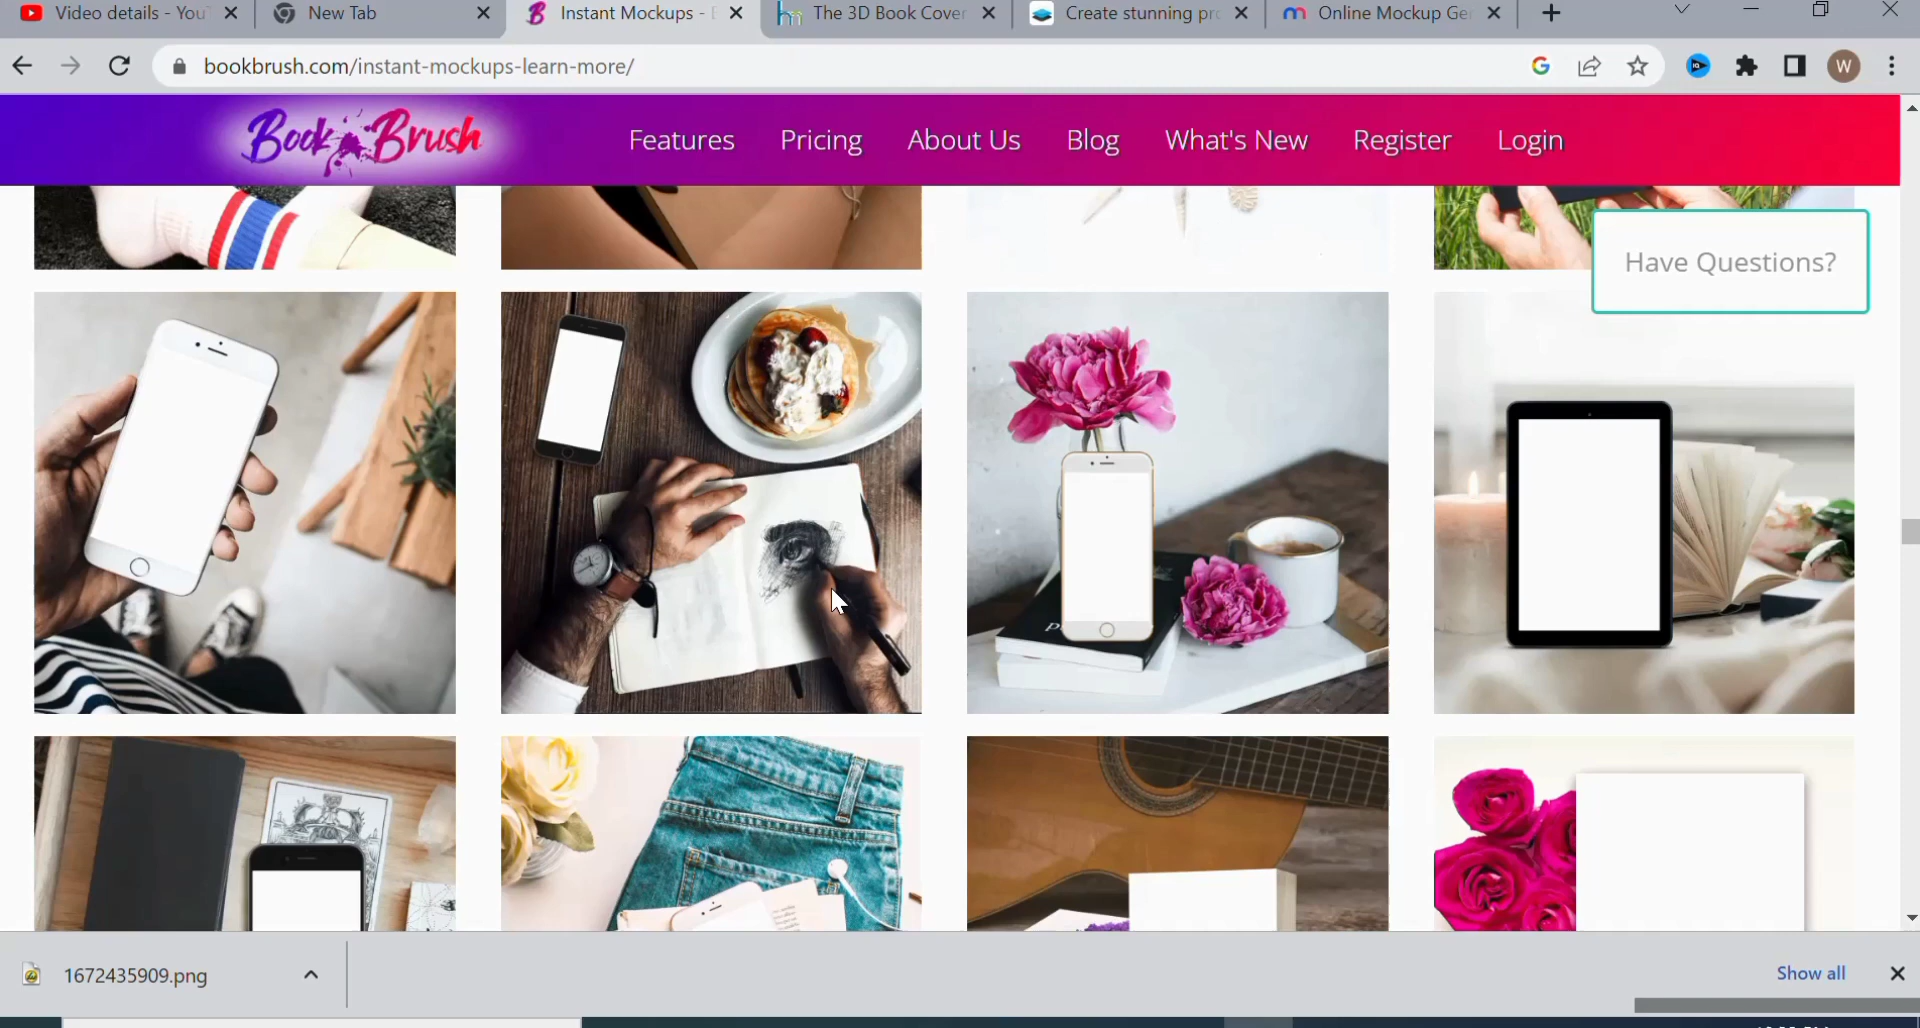 Video details - You
New Tab
Instant Mockups -
The 3D Book Cover
Create stunning pr
Online Mockup Ge
bookbrush.com/instant-mockups-learn-more/
W
Book Brush
Features
Pricing
About Us
Blog
What's New
Register
Login
Have Questions?
1672435909.png
Show all